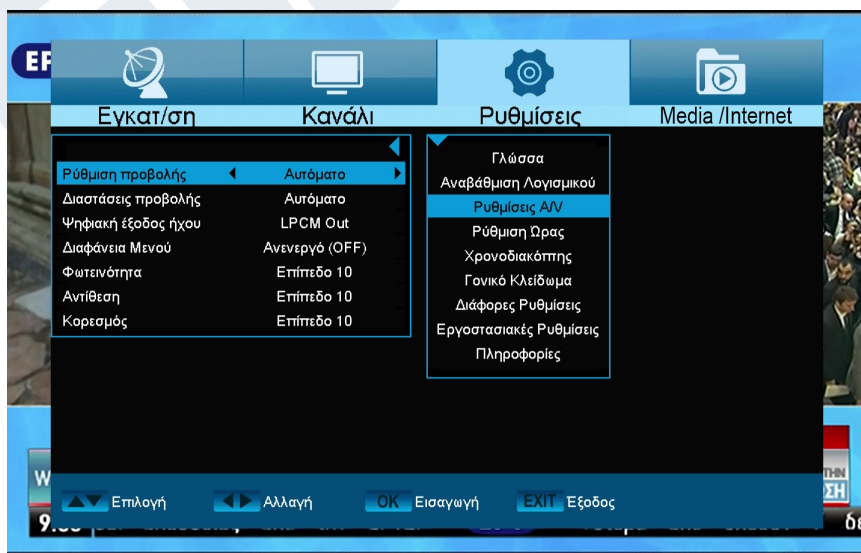 Εγκατ/ση
Κανάλι
Ρυθμίσεις
Media /Internet
Ρύθμιση προβολής Αυτόματο
Διαστάσεις προβολής Αυτόματο
Ψηφιακή έξοδος ήχου LPCM Out
Διαφάνεια Μενού Ανενεργό (OFF)
Φωτεινότητα Επίπεδο 10
Αντίθεση Επίπεδο 10
Κορεσμός Επίπεδο 10
Γλώσσα
Αναβάθμιση Λογισμικού
Ρυθμίσεις A/V
Ρύθμιση Ώρας
Χρονοδιακόπτης
Γονικό Κλείδωμα
Διάφορες Ρυθμίσεις
Εργοστασιακές Ρυθμίσεις
Πληροφορίες
Επιλογή Αλλαγή OK Εισαγωγή EXIT Έξοδος
ΤΗΝ